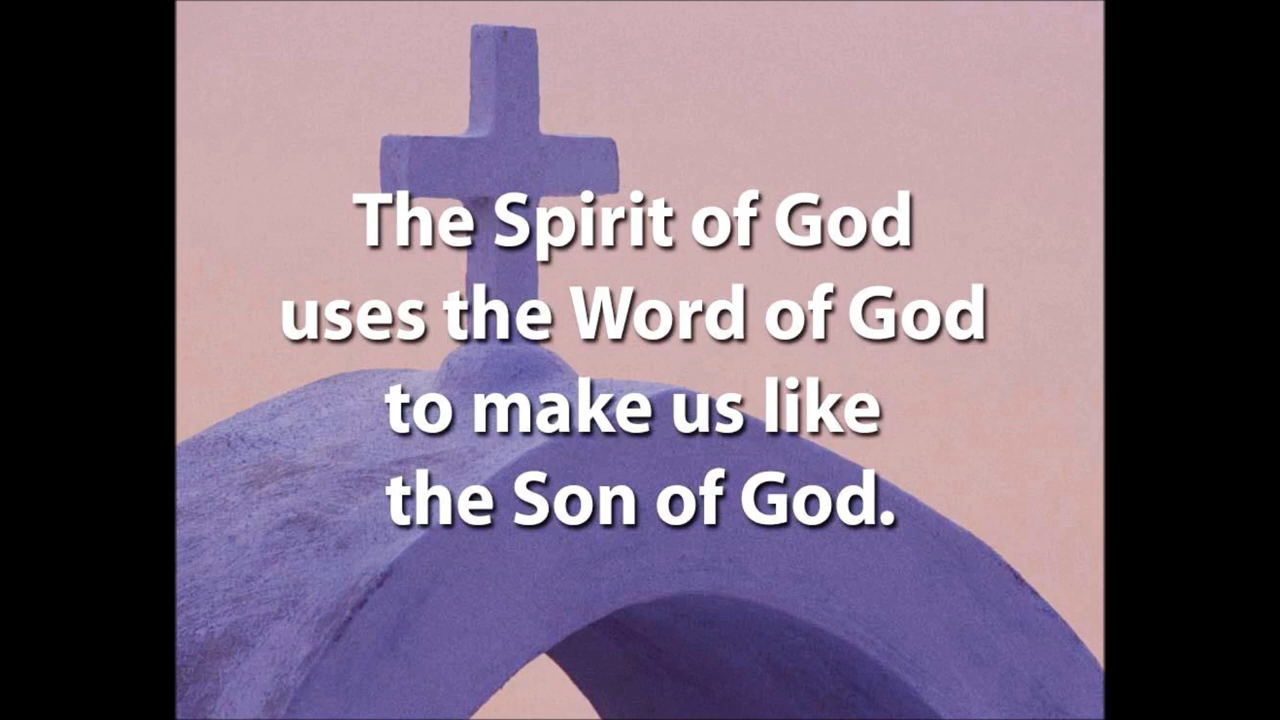 The Spirit of God
uses the Word of God
to make us like
the Son of God.